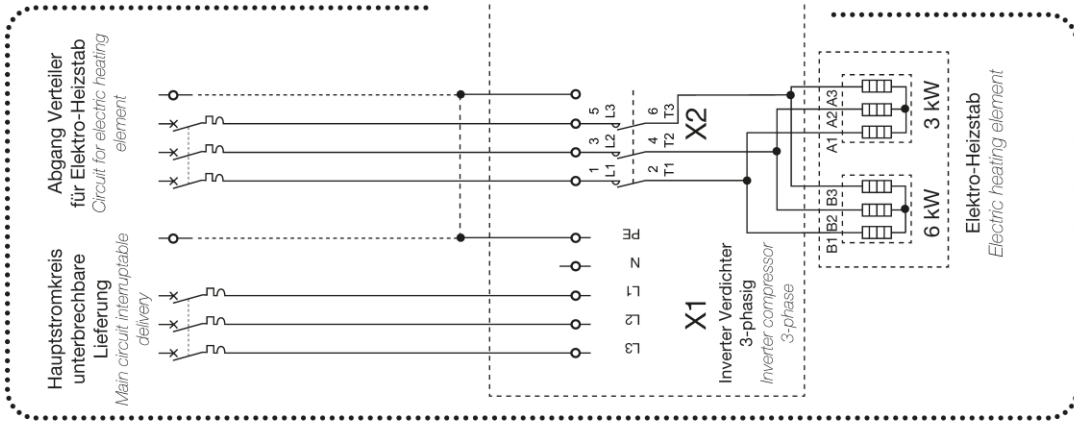 Abgang Verteiler
für Elektro-Heizstab
Circuit for electric heating
element
Hauptstromkreis
unterbrechbare
Lieferung
Main circuit interruptable
delivery
5 L3
3 L2
1 L1
6 T3
4 T2
2 T1
X2
PE
N
L1
L2
L3
X1
Inverter Verdichter
3-phasig
Inverter compressor
3-phase
A1 A2 A3
3 kW
B1 B2 B3
6 kW
Elektro-Heizstab
Electric heating element